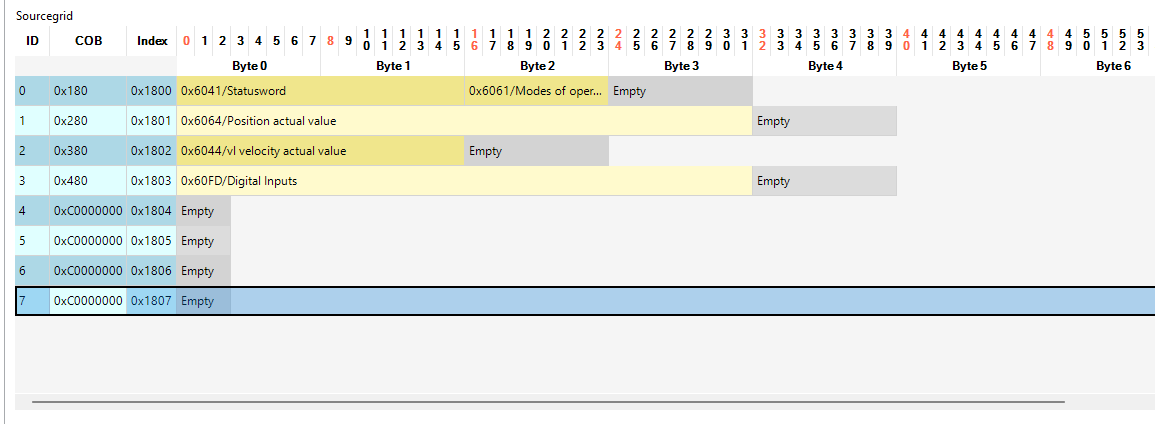 Sourcegrid
ID COB Index 0 1 2 3 4 5 6 7 8 9 10 11 12 13 14 15 16 17 18 19 20 21 22 23 24 25 26 27 28 29 30 31 32 33 34 35 36 37 38 39 40 41 42 43 44 45 46 47 48 49 50 51 52 53
Byte 0 Byte 1 Byte 2 Byte 3 Byte 4 Byte 5 Byte 6
0 0x180 0x1800 0x6041/Statusword 0x6061/Modes of oper... Empty
1 0x280 0x1801 0x6064/Position actual value Empty
2 0x380 0x1802 0x6044/vl velocity actual value Empty
3 0x480 0x1803 0x60FD/Digital Inputs Empty
4 0xC0000000 0x1804 Empty
5 0xC0000000 0x1805 Empty
6 0xC0000000 0x1806 Empty
7 0xC0000000 0x1807 Empty